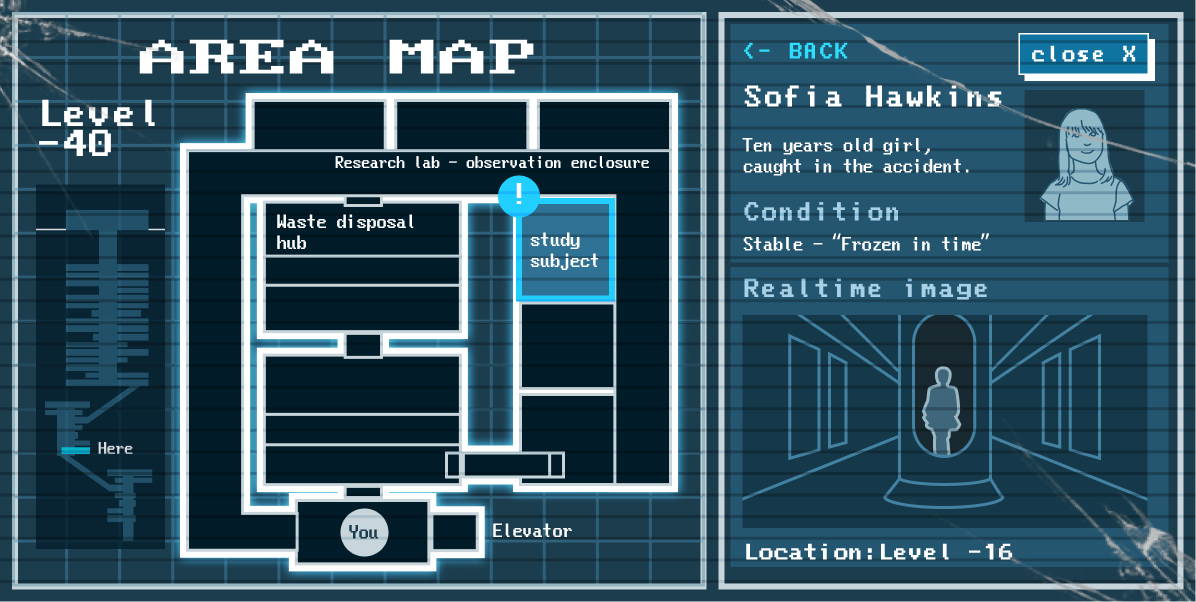 AREA MAP
Level
-40
Research lab - observation enclosure
!
Waste disposal
hub
study
subject
Here
You
Elevator
<- BACK
close X
Sofia Hawkins
Ten years old girl,
caught in the accident.
Condition
Stable - "Frozen in time"
Realtime image
Location:Level -16